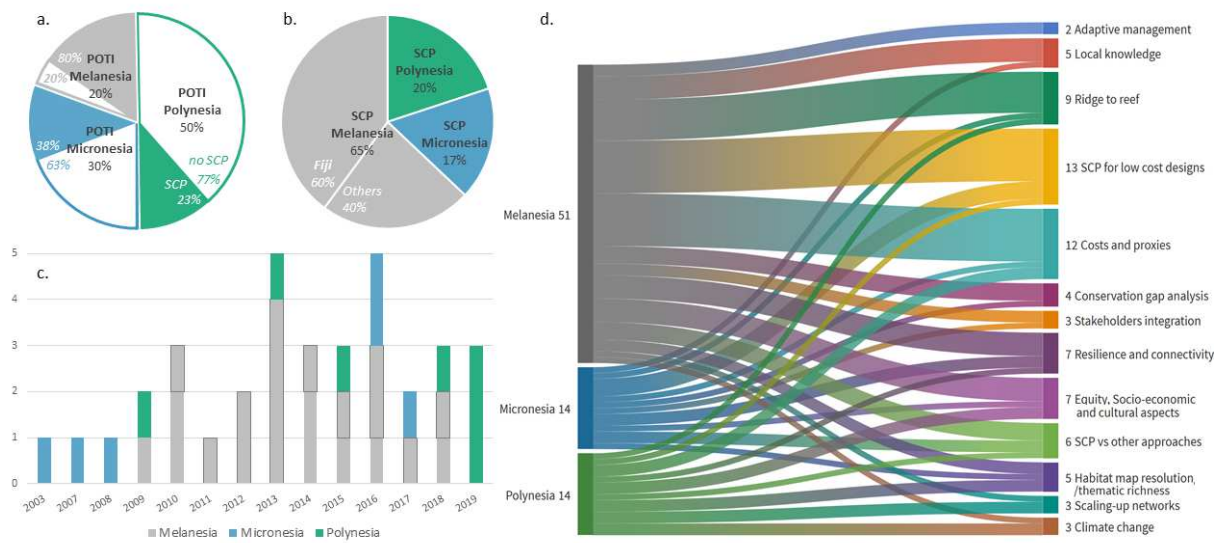 a.
80%
POTI
Melanesia
20%
20%
POTI
Polynesia
50%
38%
POTI
Micronesia
30%
63%
no SCP
77%
SCP
23%
b.
SCP
Polynesia
20%
SCP
Melanesia
65%
SCP
Micronesia
17%
Fiji
60%
Others
40%
c.
5
4
3
2
1
0
2003
2007
2008
2009
2010
2011
2012
2013
2014
2015
2016
2017
2018
2019
Melanesia
Micronesia
Polynesia
d.
Melanesia 51
Micronesia 14
Polynesia 14
2 Adaptive management
5 Local knowledge
9 Ridge to reef
13 SCP for low cost designs
12 Costs and proxies
4 Conservation gap analysis
3 Stakeholders integration
7 Resilience and connectivity
7 Equity, Socio-economic
and cultural aspects
6 SCP vs other approaches
5 Habitat map resolution,
/thematic richness
3 Scaling-up networks
3 Climate change